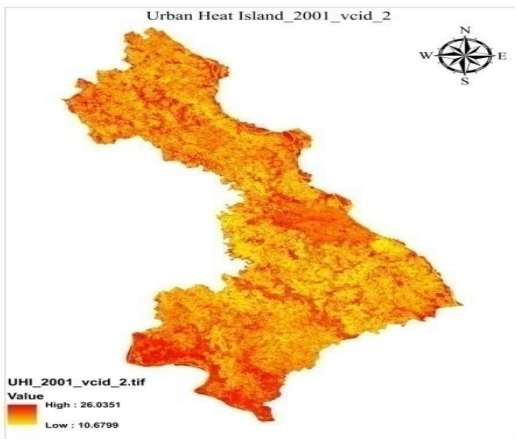 Urban Heat Island_2001_vcid_2
N
W E
S
UHI_2001_vcid_2.tif
Value
High : 26.0351
Low : 10.6799